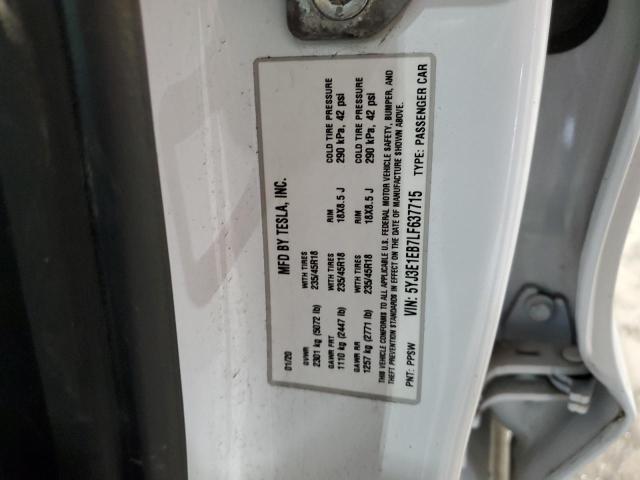 MFD BY TESLA, INC.
01/20
GVWR
2301 kg (5072 lb)
WITH TIRES
235/45R18
GAWR FRT
1110 kg (2447 lb)
WITH TIRES
235/45R18
RIM
18X8.5 J
COLD TIRE PRESSURE
290 kPa, 42 psi
GAWR RR
1257 kg (2771 lb)
WITH TIRES
235/45R18
RIM
18X8.5 J
COLD TIRE PRESSURE
290 kPa, 42 psi
THIS VEHICLE CONFORMS TO ALL APPLICABLE U.S. FEDERAL MOTOR VEHICLE SAFETY, BUMPER, AND
THEFT PREVENTION STANDARDS IN EFFECT ON THE DATE OF MANUFACTURE SHOWN ABOVE.
PNT: PPSW VIN: 5YJ3E1EB7LF637715 TYPE: PASSENGER CAR